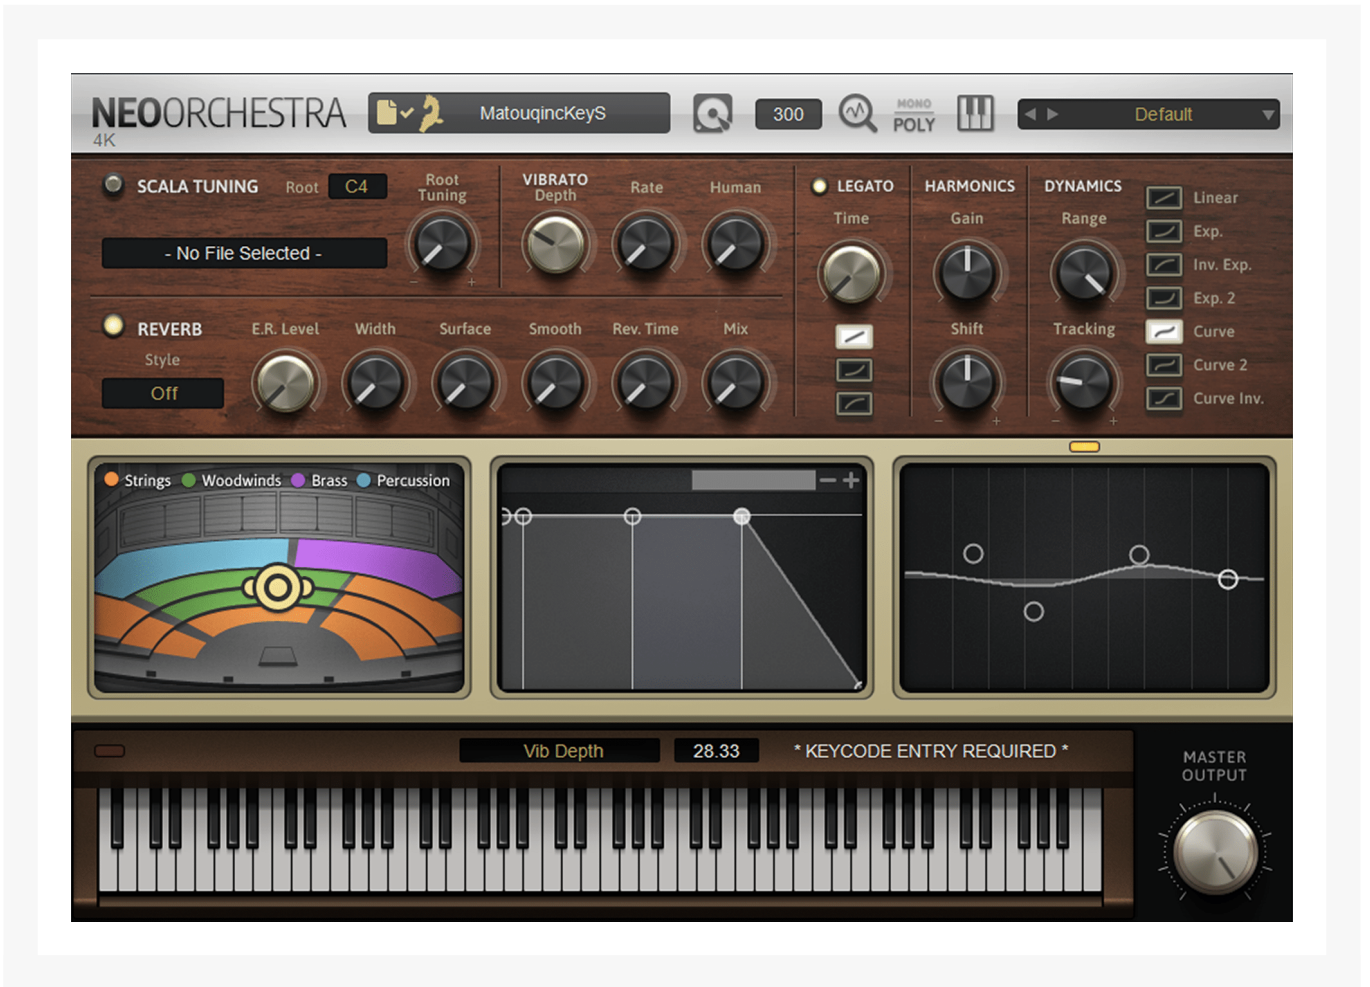 NEOORCHESTRA
4K
MatouqincKeyS
300
MONO
POLY
Default
SCALA TUNING
Root
C4
Root
Tuning
- No File Selected -
VIBRATO
Depth
Rate
Human
LEGATO
Time
HARMONICS
Gain
Shift
DYNAMICS
Range
Tracking
Linear
Exp.
Inv. Exp.
Exp. 2
Curve
Curve 2
Curve Inv.
REVERB
Style
Off
E.R. Level
Width
Surface
Smooth
Rev. Time
Mix
Strings
Woodwinds
Brass
Percussion
Vib Depth
28.33
* KEYCODE ENTRY REQUIRED *
MASTER
OUTPUT